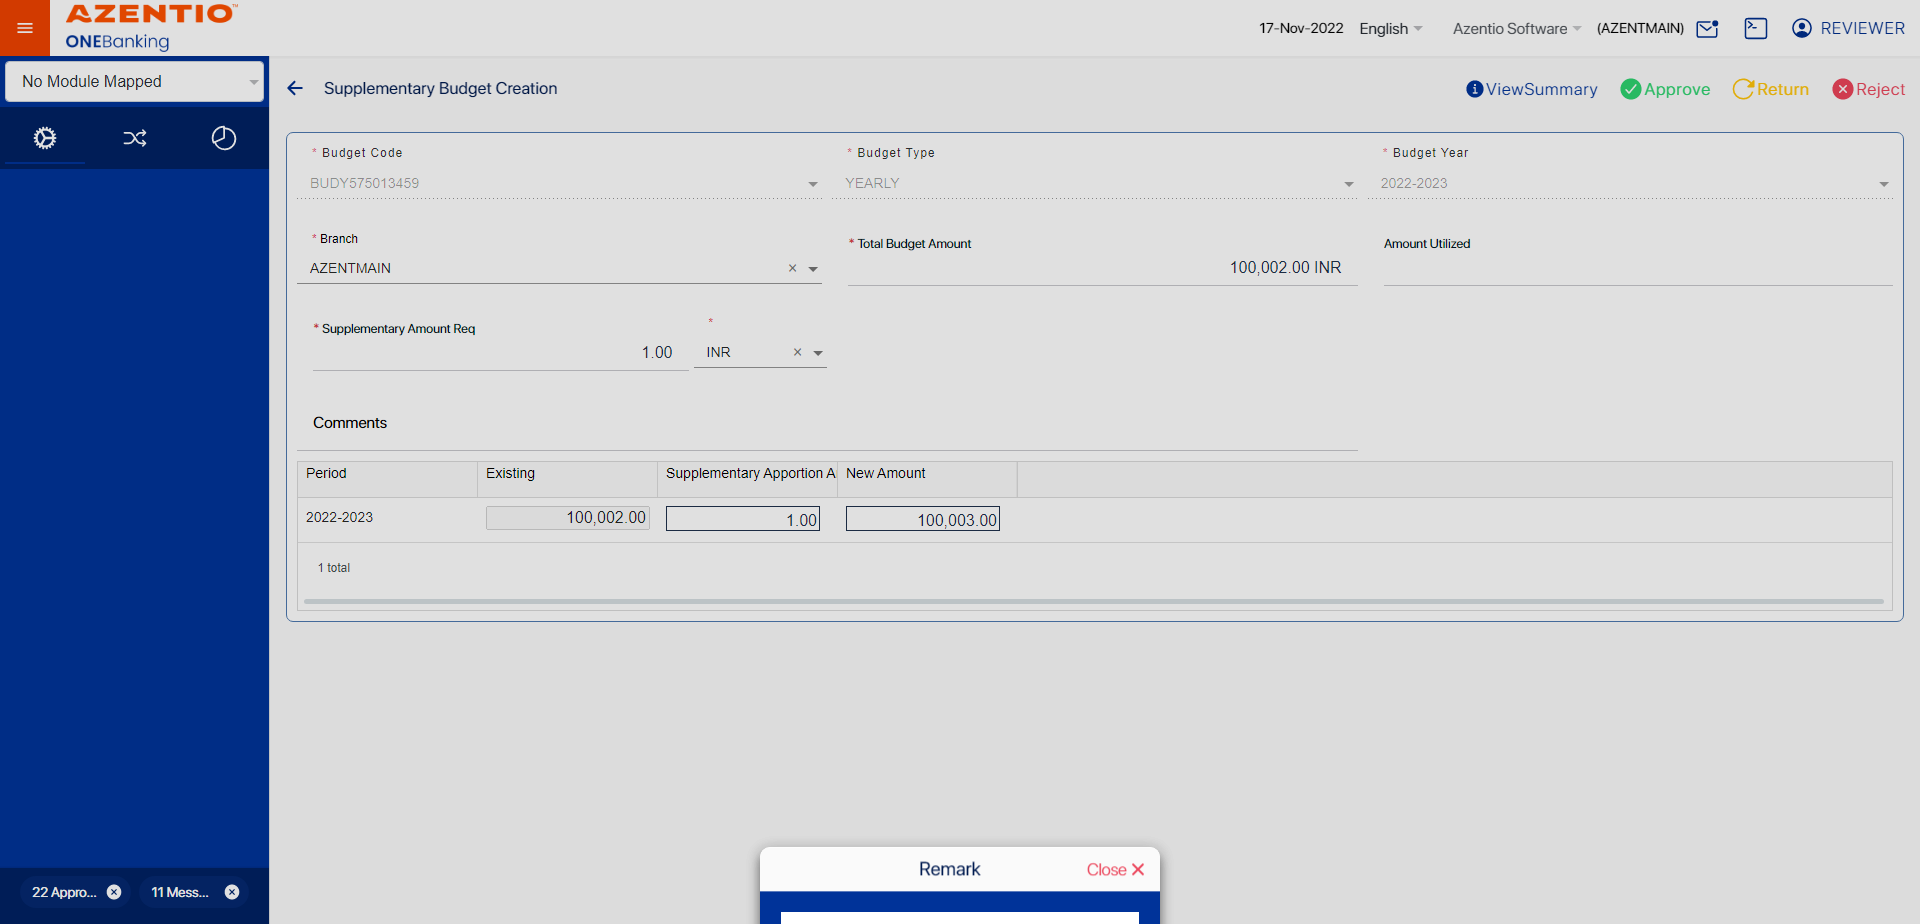 AZENTIO™
ONEBanking
17-Nov-2022 English Azentio Software (AZENTMAIN) REVIEWER
No Module Mapped
Supplementary Budget Creation
ViewSummary Approve Return Reject
* Budget Code * Budget Type * Budget Year
BUDY575013459 YEARLY 2022-2023
* Branch * Total Budget Amount Amount Utilized
AZENTMAIN × 100,002.00 INR
* Supplementary Amount Req *
1.00 INR ×
Comments
Period Existing Supplementary Apportion A New Amount
2022-2023 100,002.00 1.00 100,003.00
1 total
Remark Close ×
22 Appro... 11 Mess...